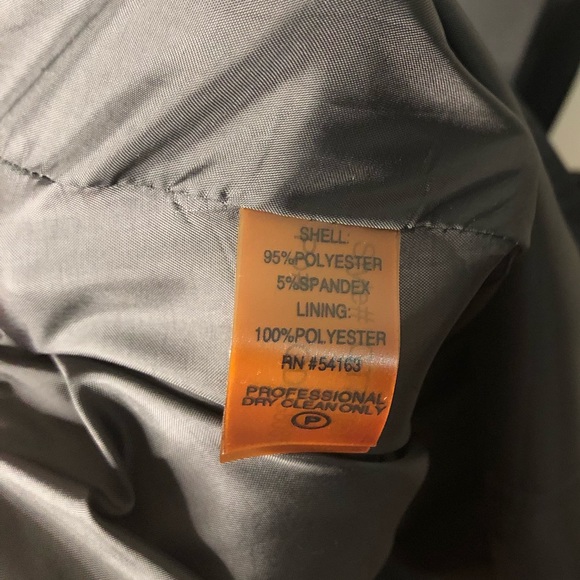 SHELL:
95%POLYESTER
5%SPANDEX
LINING:
100%POLYESTER
RN #54163
PROFESSIONAL
DRY CLEAN ONLY
P